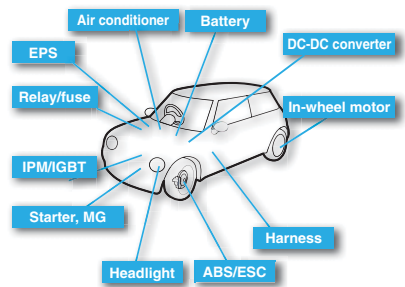 Air conditioner
Battery
DC-DC converter
EPS
Relay/fuse
In-wheel motor
IPM/IGBT
Starter, MG
Harness
Headlight
ABS/ESC